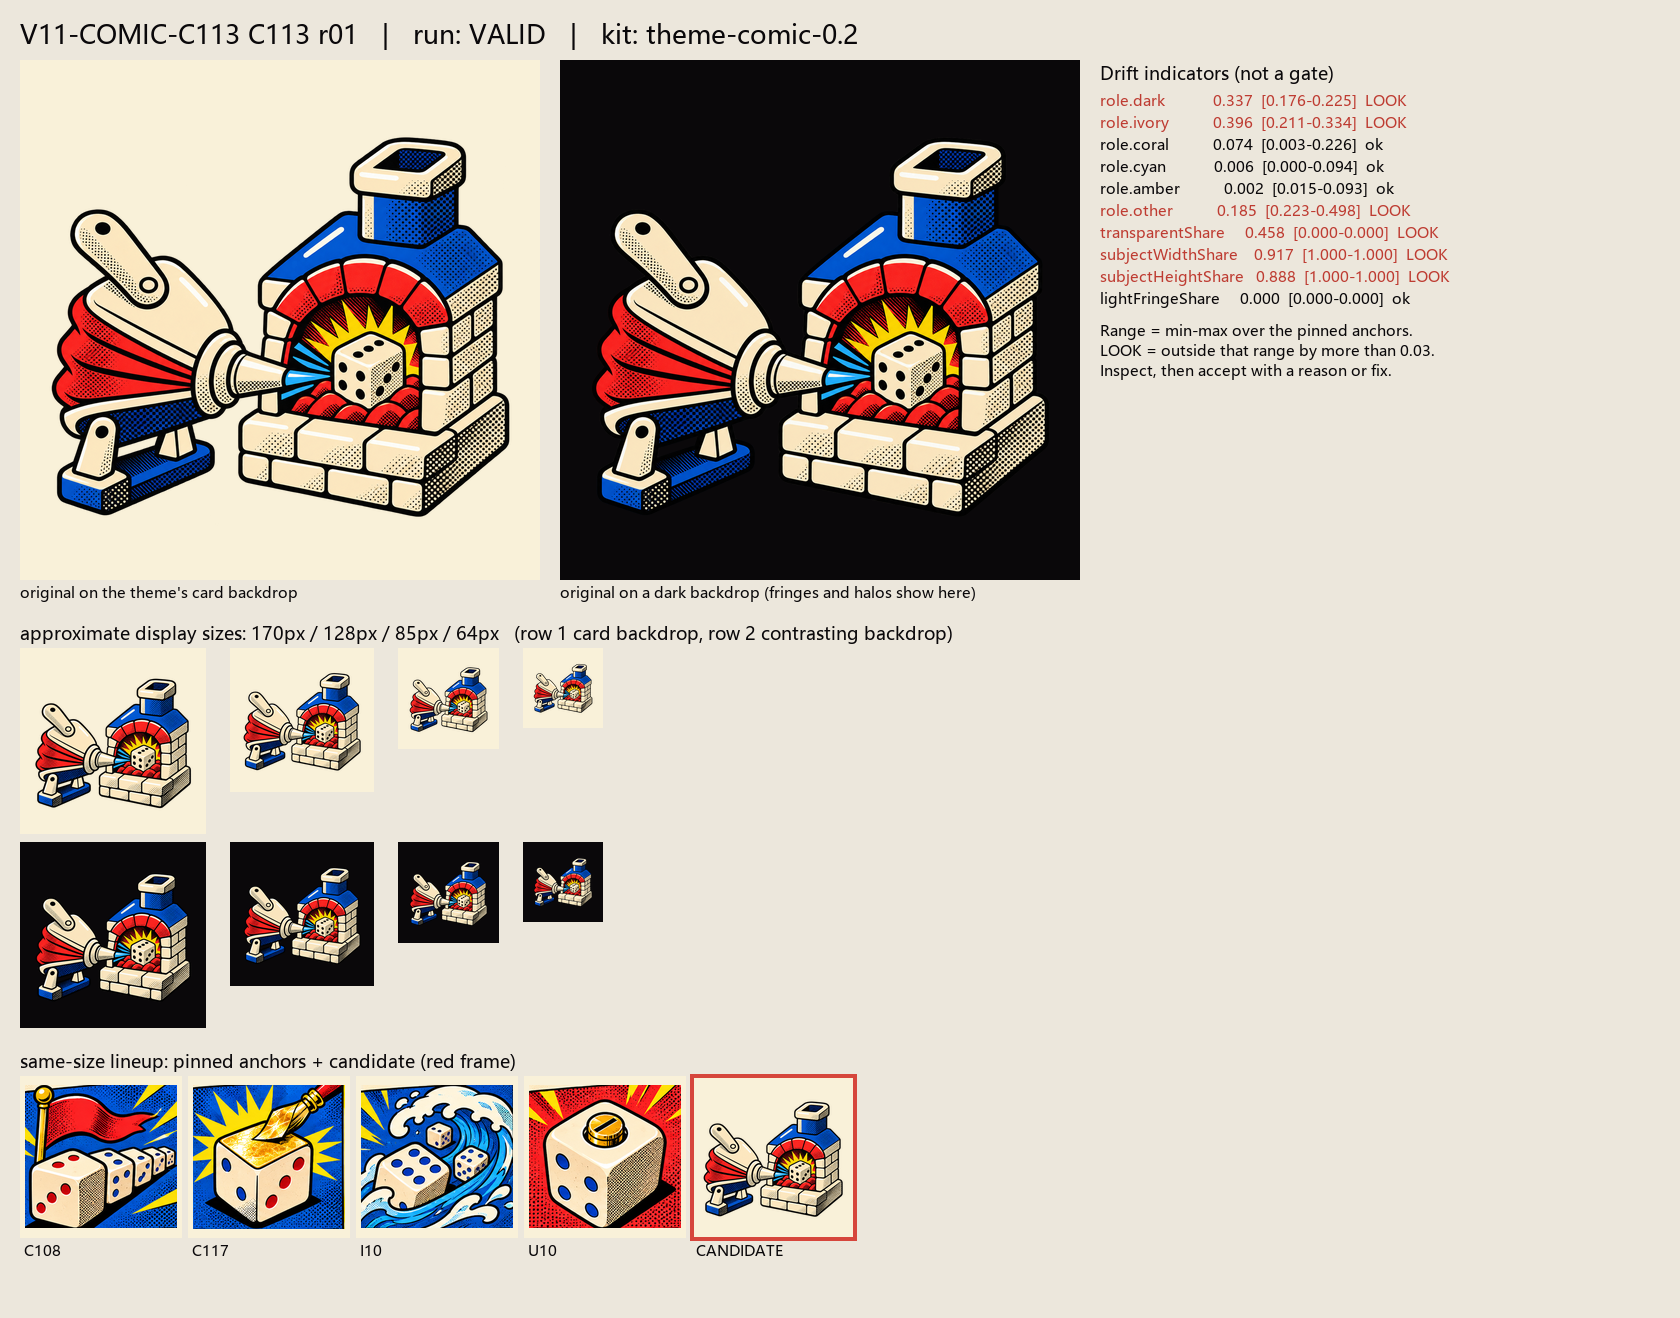 V11-COMIC-C113 C113 r01 | run: VALID | kit: theme-comic-0.2
original on the theme's card backdrop
original on a dark backdrop (fringes and halos show here)
Drift indicators (not a gate)
role.dark 0.337 [0.176-0.225] LOOK
role.ivory 0.396 [0.211-0.334] LOOK
role.coral 0.074 [0.003-0.226] ok
role.cyan 0.006 [0.000-0.094] ok
role.amber 0.002 [0.015-0.093] ok
role.other 0.185 [0.223-0.498] LOOK
transparentShare 0.458 [0.000-0.000] LOOK
subjectWidthShare 0.917 [1.000-1.000] LOOK
subjectHeightShare 0.888 [1.000-1.000] LOOK
lightFringeShare 0.000 [0.000-0.000] ok
Range = min-max over the pinned anchors.
LOOK = outside that range by more than 0.03.
Inspect, then accept with a reason or fix.
approximate display sizes: 170px / 128px / 85px / 64px (row 1 card backdrop, row 2 contrasting backdrop)
same-size lineup: pinned anchors + candidate (red frame)
C108
C117
I10
U10
CANDIDATE